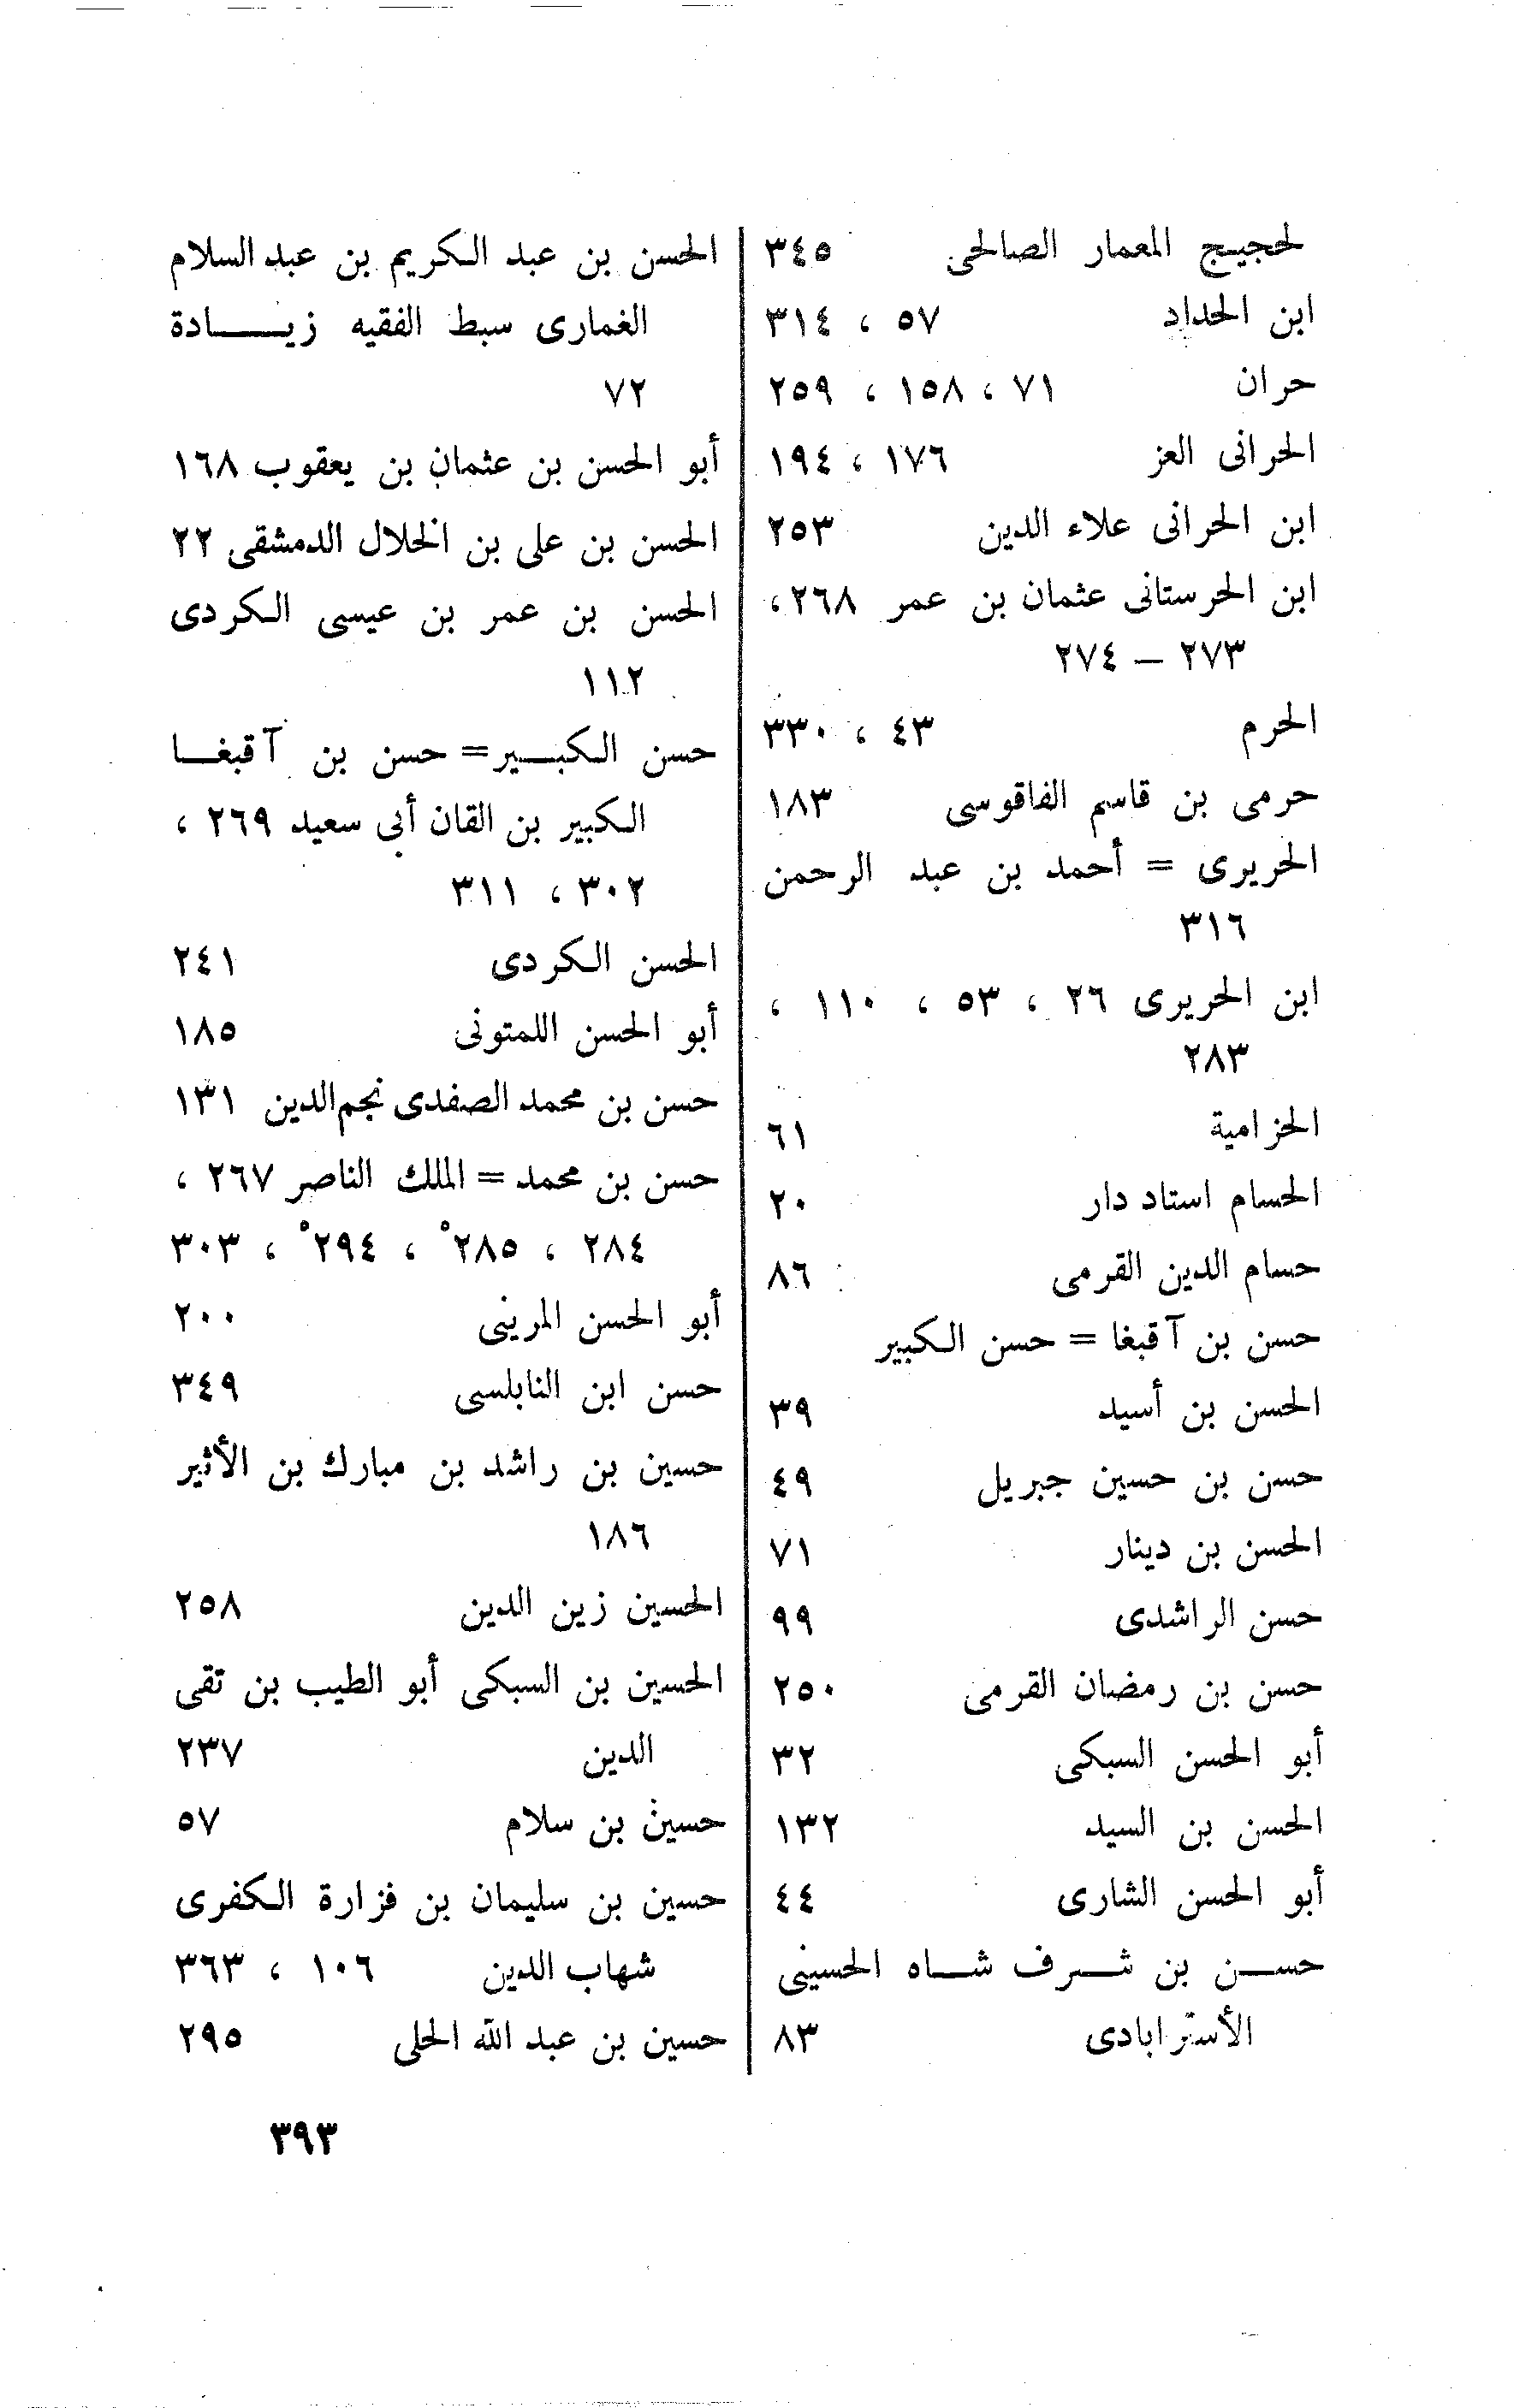 لحجيج المعمار الصالحى ٣٤٥
ابن الحداد ٥٧ ، ٣١٤
حران ٧١ ، ١٥٨ ، ٢٥٩
الحرانى العز ١٧٦ ، ١٩٤
ابن الحرانى علاء الدين ٢٥٣
ابن الحرستانى عثمان بن عمر ٢٦٨ ،
٢٧٣ – ٢٧٤
الحرم ٤٣ ، ٣٣٠
حرمى بن قاسم الفاقوسى ١٨٣
الحريرى = أحمد بن عبد الرحمن
٣١٦
ابن الحريرى ٢٦ ، ٥٣ ، ١١٠ ،
٢٨٣
الحزامية ٦١
الحسام استاد دار ٢٠
حسام الدين القرمى ٨٦
حسن بن آقبغا = حسن الكبير
الحسن بن أسيد ٣٩
حسن بن حسين جبريل ٤٩
الحسن بن دينار ٧١
حسن الراشدى ٩٩
حسن بن رمضان القرمى ٢٥٠
أبو الحسن السبكى ٣٢
الحسن بن السيد ١٣٢
أبو الحسن الشارى ٤٤
حسن بن شرف شاه الحسينى
الأسترابادى ٨٣
الحسن بن عبد الكريم بن عبد السلام
الغمارى سبط الفقيه زيادة
٧٢
أبو الحسن بن عثمان بن يعقوب ١٦٨
الحسن بن على بن الخلال الدمشقى ٢٢
الحسن بن عمر بن عيسى الكردى
١١٢
حسن الكبير = حسن بن آقبغا
الكبير بن القان أبى سعيد ٢٦٩ ،
٣٠٢ ، ٣١١
الحسن الكردى ٢٤١
أبو الحسن اللمتونى ١٨٥
حسن بن محمد الصفدى نجم الدين ١٣١
حسن بن محمد = الملك الناصر ٢٦٧ ،
٢٨٤ ، ٢٨٥° ، ٢٩٤° ، ٣٠٣
أبو الحسن المرينى ٢٠٠
حسن ابن النابلسى ٣٤٩
حسين بن راشد بن مبارك بن الأثير
١٨٦
الحسين زين الدين ٢٥٨
الحسين بن السبكى أبو الطيب بن تقى
الدين ٢٣٧
حسين بن سلام ٥٧
حسين بن سليمان بن فزارة الكفرى
شهاب الدين ١٠٦ ، ٣٦٣
حسين بن عبد الله الحلى ٢٩٥
٣٩٣